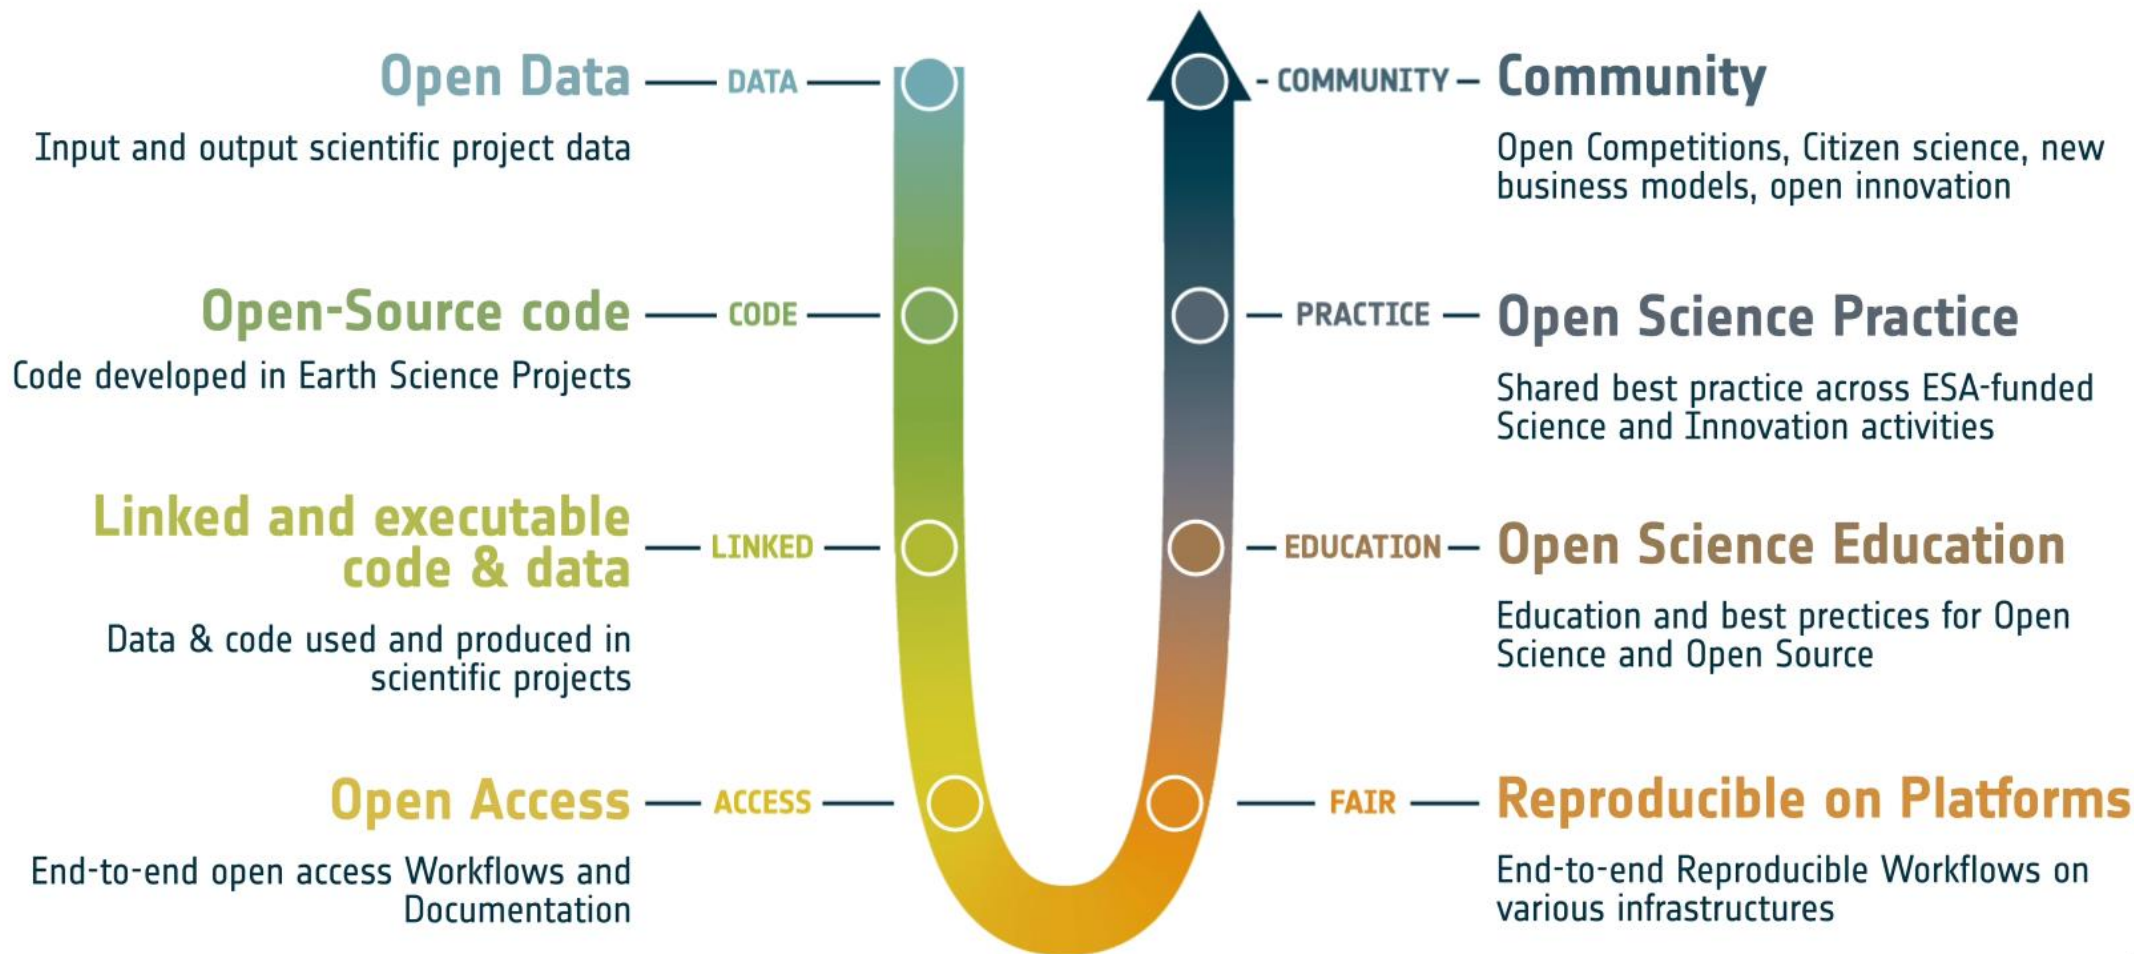 Open Data
DATA
Input and output scientific project data
Open-Source code
CODE
Code developed in Earth Science Projects
Linked and executable
code & data
LINKED
Data & code used and produced in
scientific projects
Open Access
ACCESS
End-to-end open access Workflows and
Documentation
COMMUNITY
Community
Open Competitions, Citizen science, new
business models, open innovation
PRACTICE
Open Science Practice
Shared best practice across ESA-funded
Science and Innovation activities
EDUCATION
Open Science Education
Education and best prectices for Open
Science and Open Source
FAIR
Reproducible on Platforms
End-to-end Reproducible Workflows on
various infrastructures